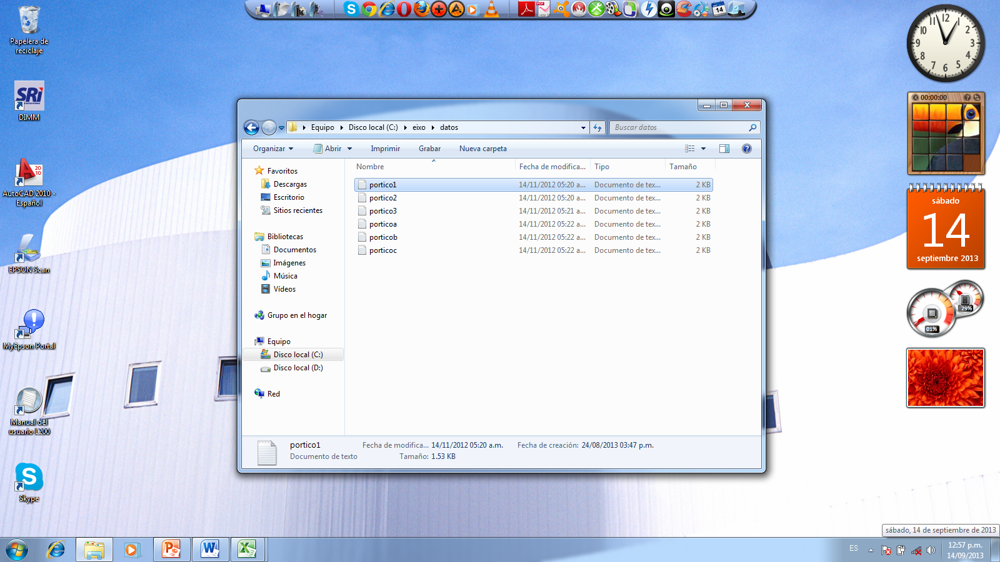 Papelera de
reciclaje
SRi
DIMM
20
10
AutoCAD 2010 -
Español
EPSON Scan
MyEpson Portal
Manual del
usuario L200
Skype
14
Equipo
Disco local (C:)
eixo
datos
Buscar datos
Organizar
Abrir
Imprimir
Grabar
Nueva carpeta
Favoritos
Descargas
Escritorio
Sitios recientes
Bibliotecas
Documentos
Imágenes
Música
Vídeos
Grupo en el hogar
Equipo
Disco local (C:)
Disco local (D:)
Red
Nombre Fecha de modifica... Tipo Tamaño
portico1 14/11/2012 05:20 a... Documento de tex... 2 KB
portico2 14/11/2012 05:20 a... Documento de tex... 2 KB
portico3 14/11/2012 05:21 a... Documento de tex... 2 KB
porticoa 14/11/2012 05:22 a... Documento de tex... 2 KB
porticob 14/11/2012 05:22 a... Documento de tex... 2 KB
porticoc 14/11/2012 05:22 a... Documento de tex... 2 KB
portico1 Fecha de modifica... 14/11/2012 05:20 a.m. Fecha de creación: 24/08/2013 03:47 p.m.
Documento de texto Tamaño: 1.53 KB
12
1
2
3
4
5
6
7
8
9
10
11
00:00:00
sábado
14
septiembre 2013
29%
01%
sábado, 14 de septiembre de 2013
ES
12:57 p.m.
14/09/2013